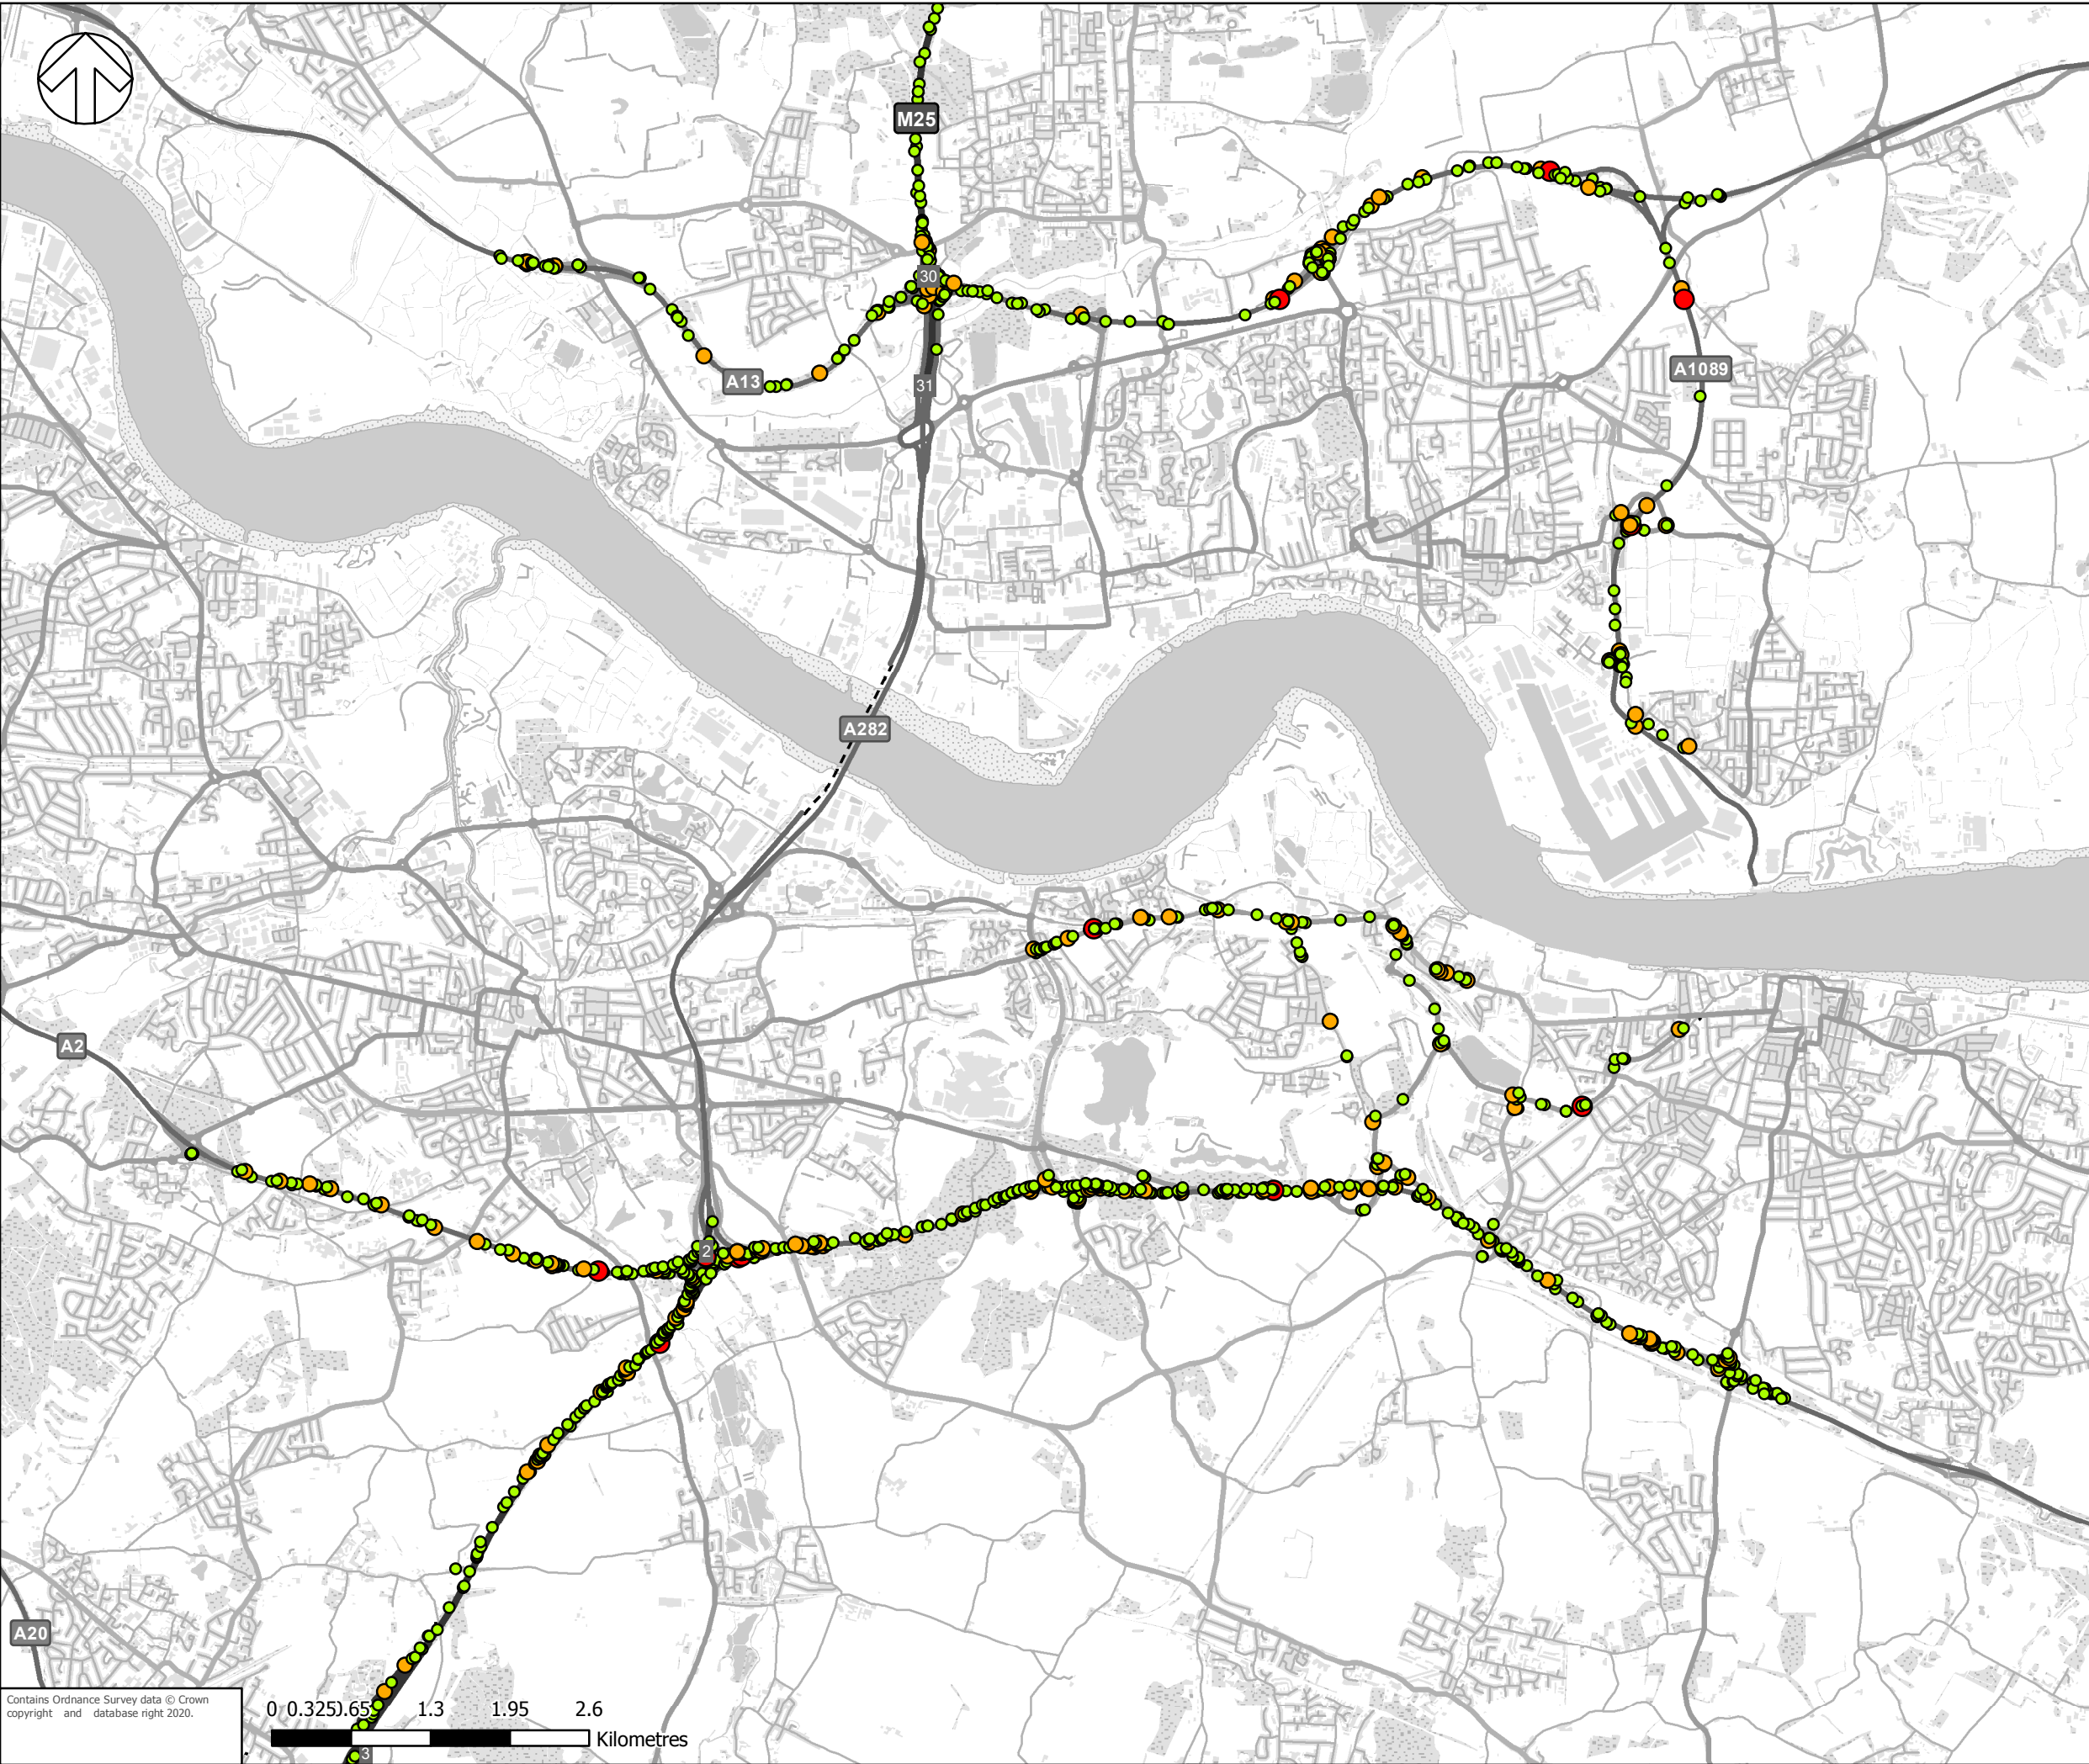 M25
30
A13
31
A1089
A282
A2
2
A20
Contains Ordnance Survey data © Crown
copyright and database right 2020.
0 0.325 0.65 1.3 1.95 2.6
Kilometres
3